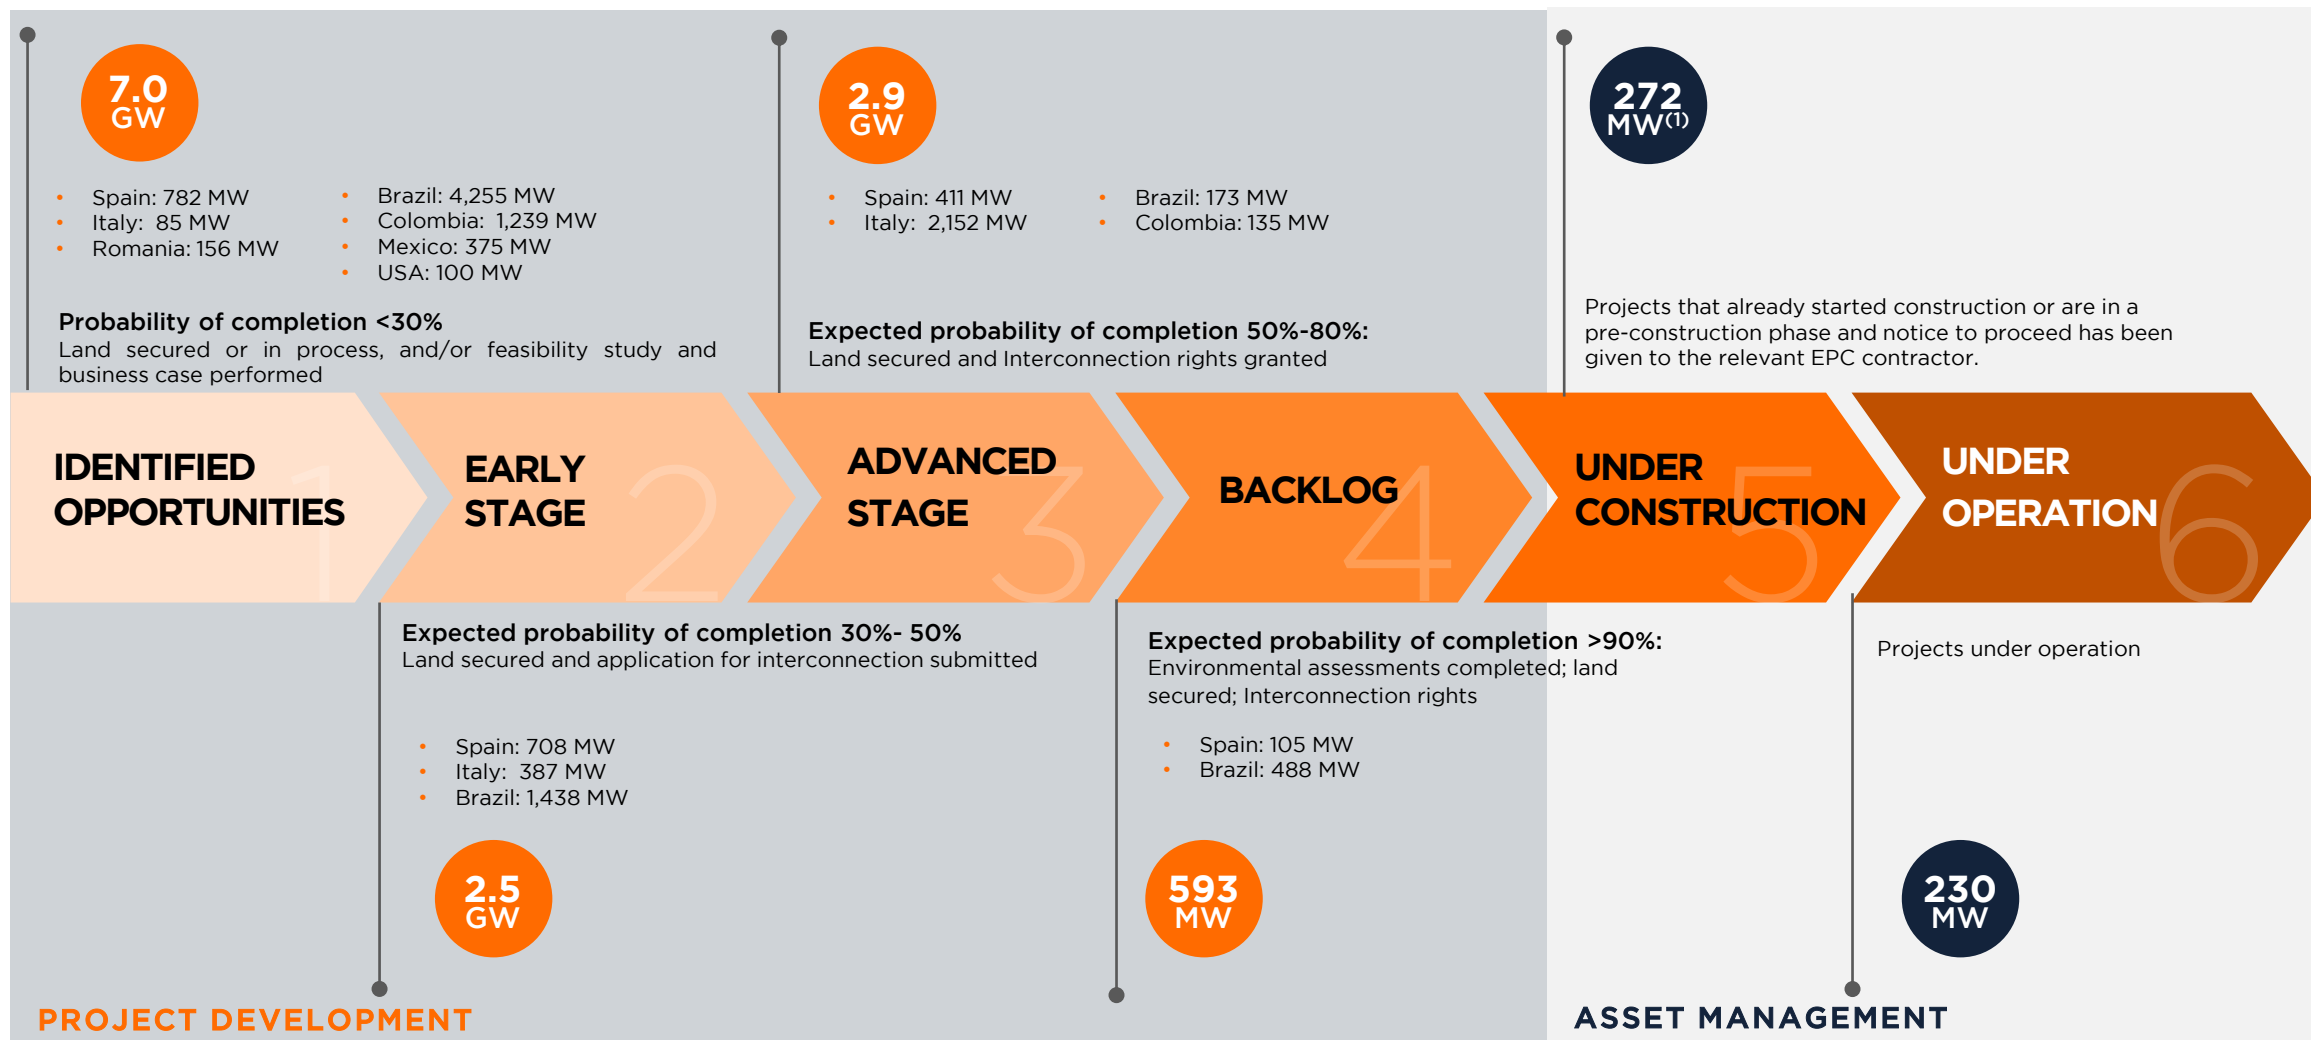 7.0
GW
• Spain: 782 MW
• Italy: 85 MW
• Romania: 156 MW
• Brazil: 4,255 MW
• Colombia: 1,239 MW
• Mexico: 375 MW
• USA: 100 MW
Probability of completion <30%
Land secured or in process, and/or feasibility study and
business case performed
2.9
GW
• Spain: 411 MW
• Italy: 2,152 MW
• Brazil: 173 MW
• Colombia: 135 MW
Expected probability of completion 50%-80%:
Land secured and Interconnection rights granted
272
MW(1)
Projects that already started construction or are in a
pre-construction phase and notice to proceed has been
given to the relevant EPC contractor.
IDENTIFIED
OPPORTUNITIES
1
EARLY
STAGE
2
ADVANCED
STAGE
3
BACKLOG
4
UNDER
CONSTRUCTION
5
UNDER
OPERATION
6
Expected probability of completion 30%- 50%
Land secured and application for interconnection submitted
• Spain: 708 MW
• Italy: 387 MW
• Brazil: 1,438 MW
2.5
GW
Expected probability of completion >90%:
Environmental assessments completed; land
secured; Interconnection rights
• Spain: 105 MW
• Brazil: 488 MW
593
MW
Projects under operation
230
MW
PROJECT DEVELOPMENT
ASSET MANAGEMENT